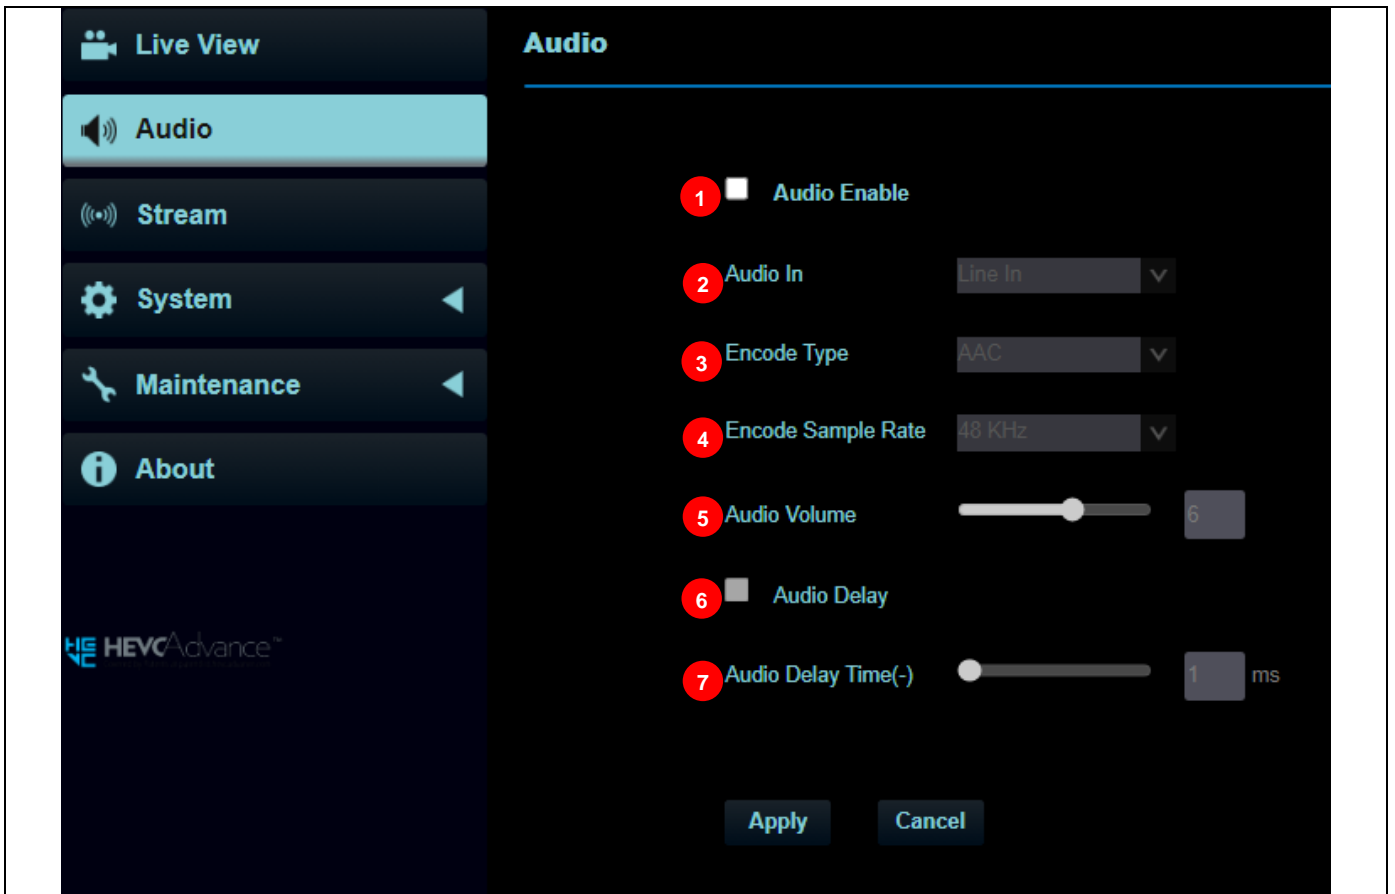 Live View
Audio
Stream
System
Maintenance
About
HEVCAdvance™
Audio
1 Audio Enable
2 Audio In Line In
3 Encode Type AAC
4 Encode Sample Rate 48 KHz
5 Audio Volume 6
6 Audio Delay
7 Audio Delay Time(-) 1 ms
Apply Cancel